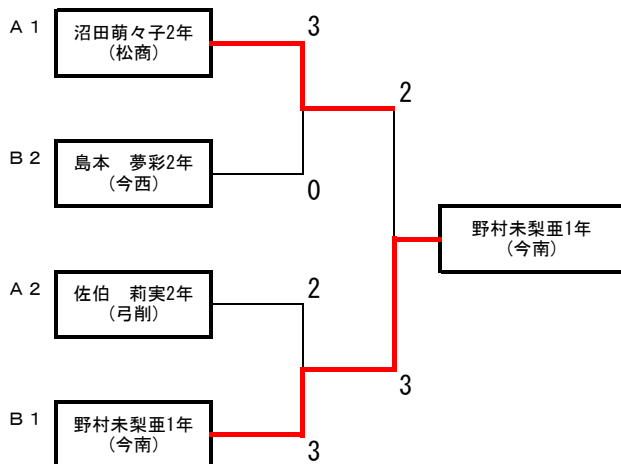 A1
沼田萌々子2年
(松商)
3
2
B2
島本　夢彩2年
(今西)
0
野村未梨亜1年
(今南)
A2
佐伯　莉実2年
(弓削)
2
3
B1
野村未梨亜1年
(今南)
3